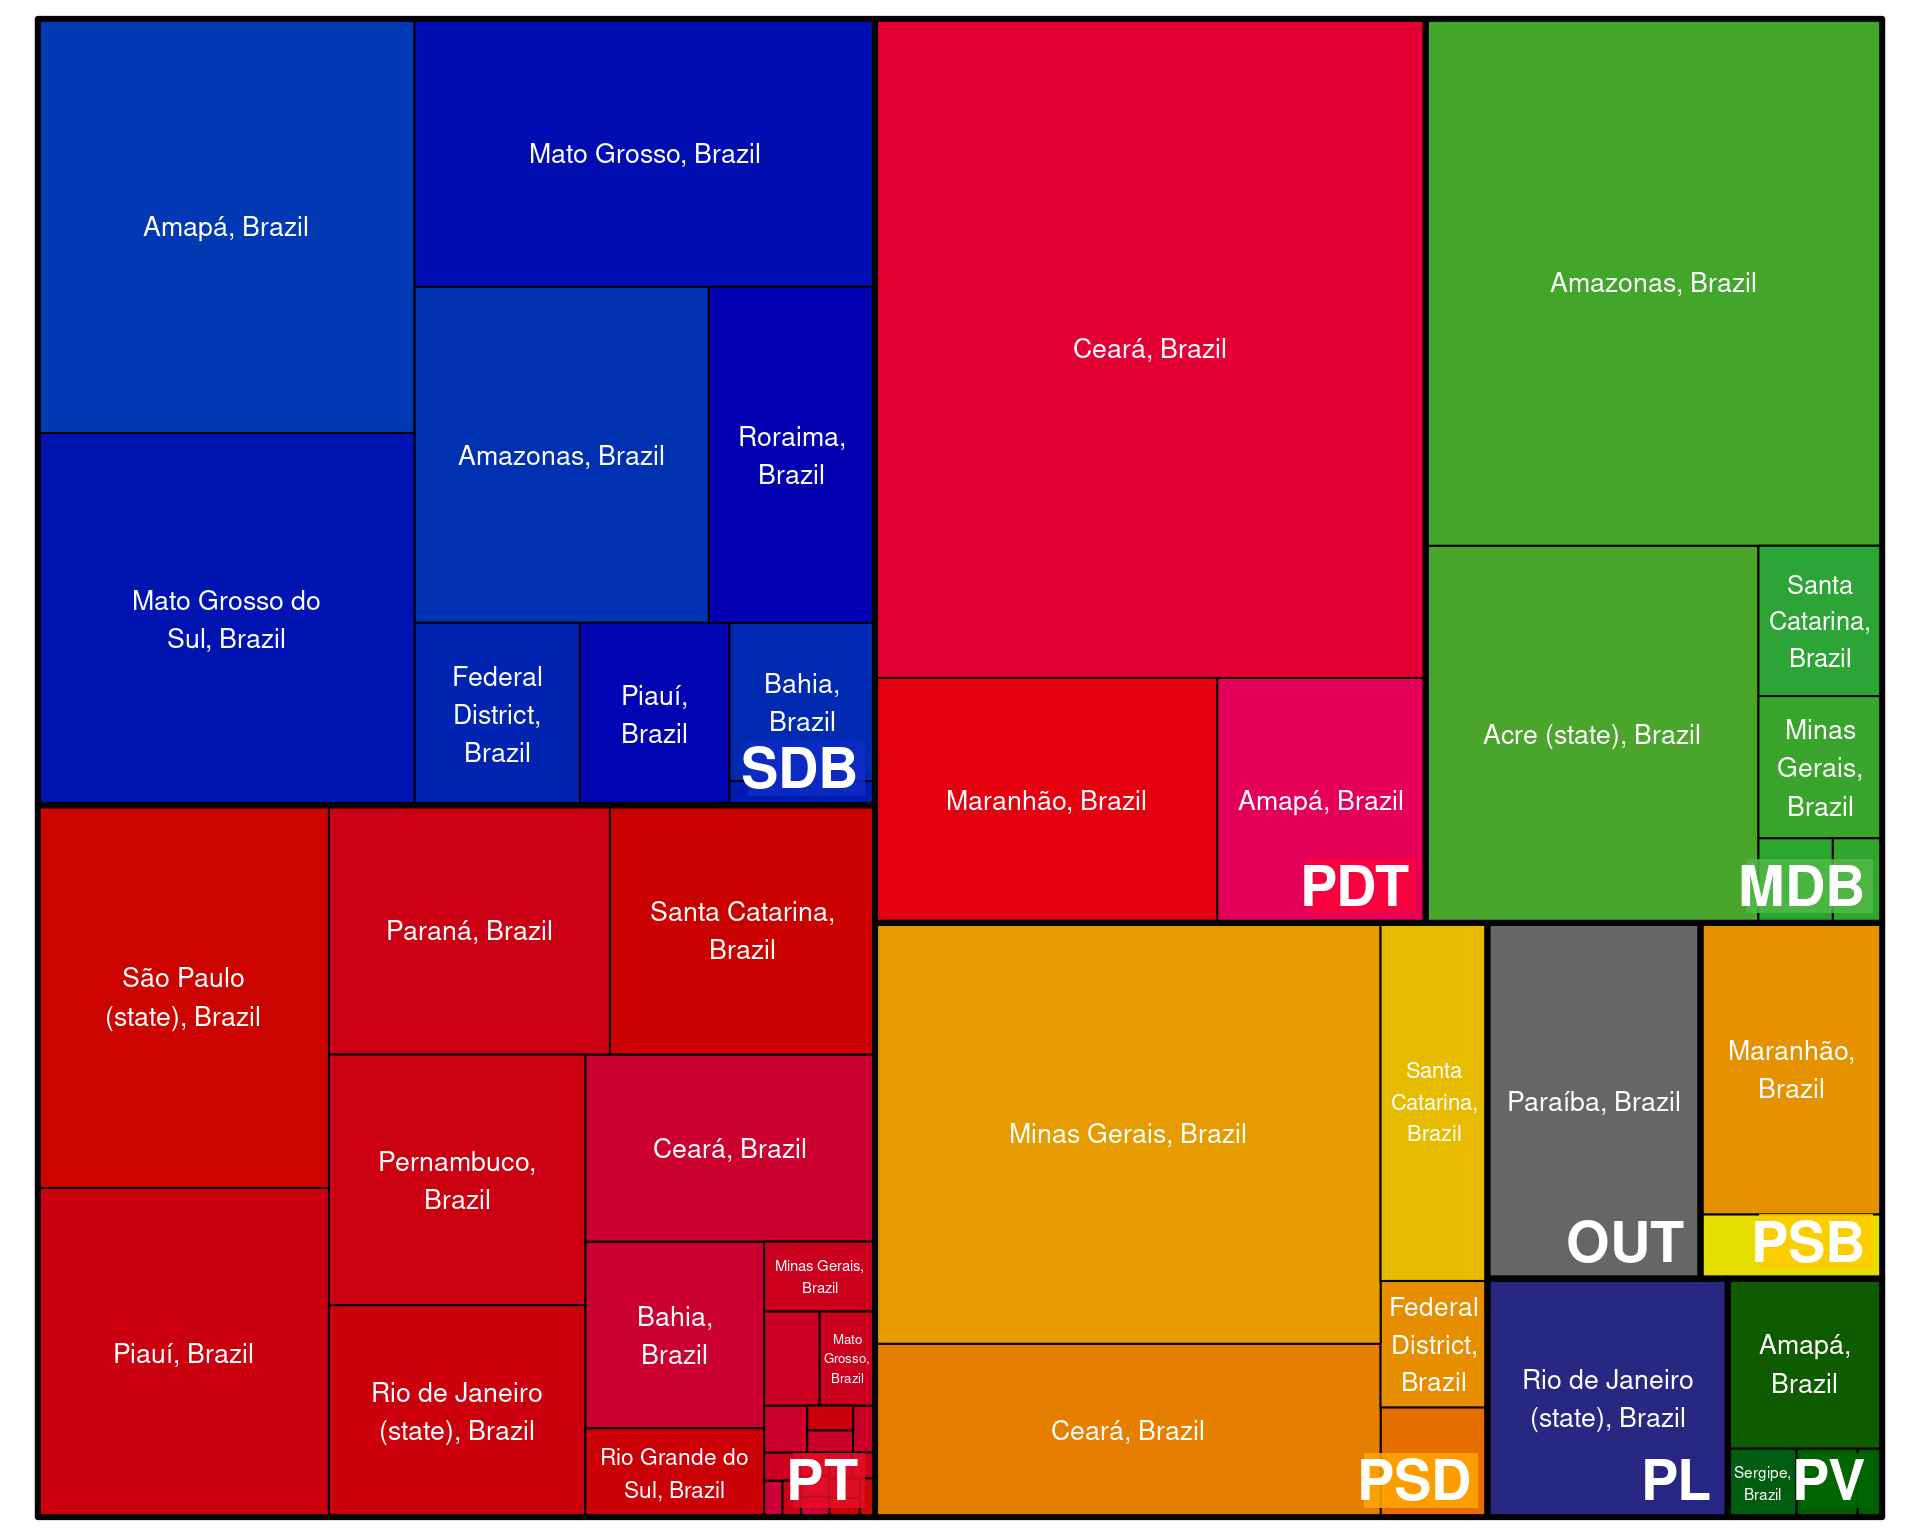 Amapá, Brazil
Mato Grosso, Brazil
Mato Grosso do
Sul, Brazil
Amazonas, Brazil
Roraima,
Brazil
Federal
District,
Brazil
Piauí,
Brazil
Bahia,
Brazil
SDB
São Paulo
(state), Brazil
Piauí, Brazil
Paraná, Brazil
Santa Catarina,
Brazil
Pernambuco,
Brazil
Rio de Janeiro
(state), Brazil
Ceará, Brazil
Bahia,
Brazil
Rio Grande do
Sul, Brazil
Minas Gerais,
Brazil
Mato
Grosso,
Brazil
PT
Ceará, Brazil
Maranhão, Brazil
Amapá, Brazil
PDT
Amazonas, Brazil
Acre (state), Brazil
Santa
Catarina,
Brazil
Minas
Gerais,
Brazil
MDB
Minas Gerais, Brazil
Ceará, Brazil
Santa
Catarina,
Brazil
Federal
District,
Brazil
PSD
Paraíba, Brazil
OUT
Maranhão,
Brazil
PSB
Rio de Janeiro
(state), Brazil
PL
Amapá,
Brazil
Sergipe,
Brazil
PV